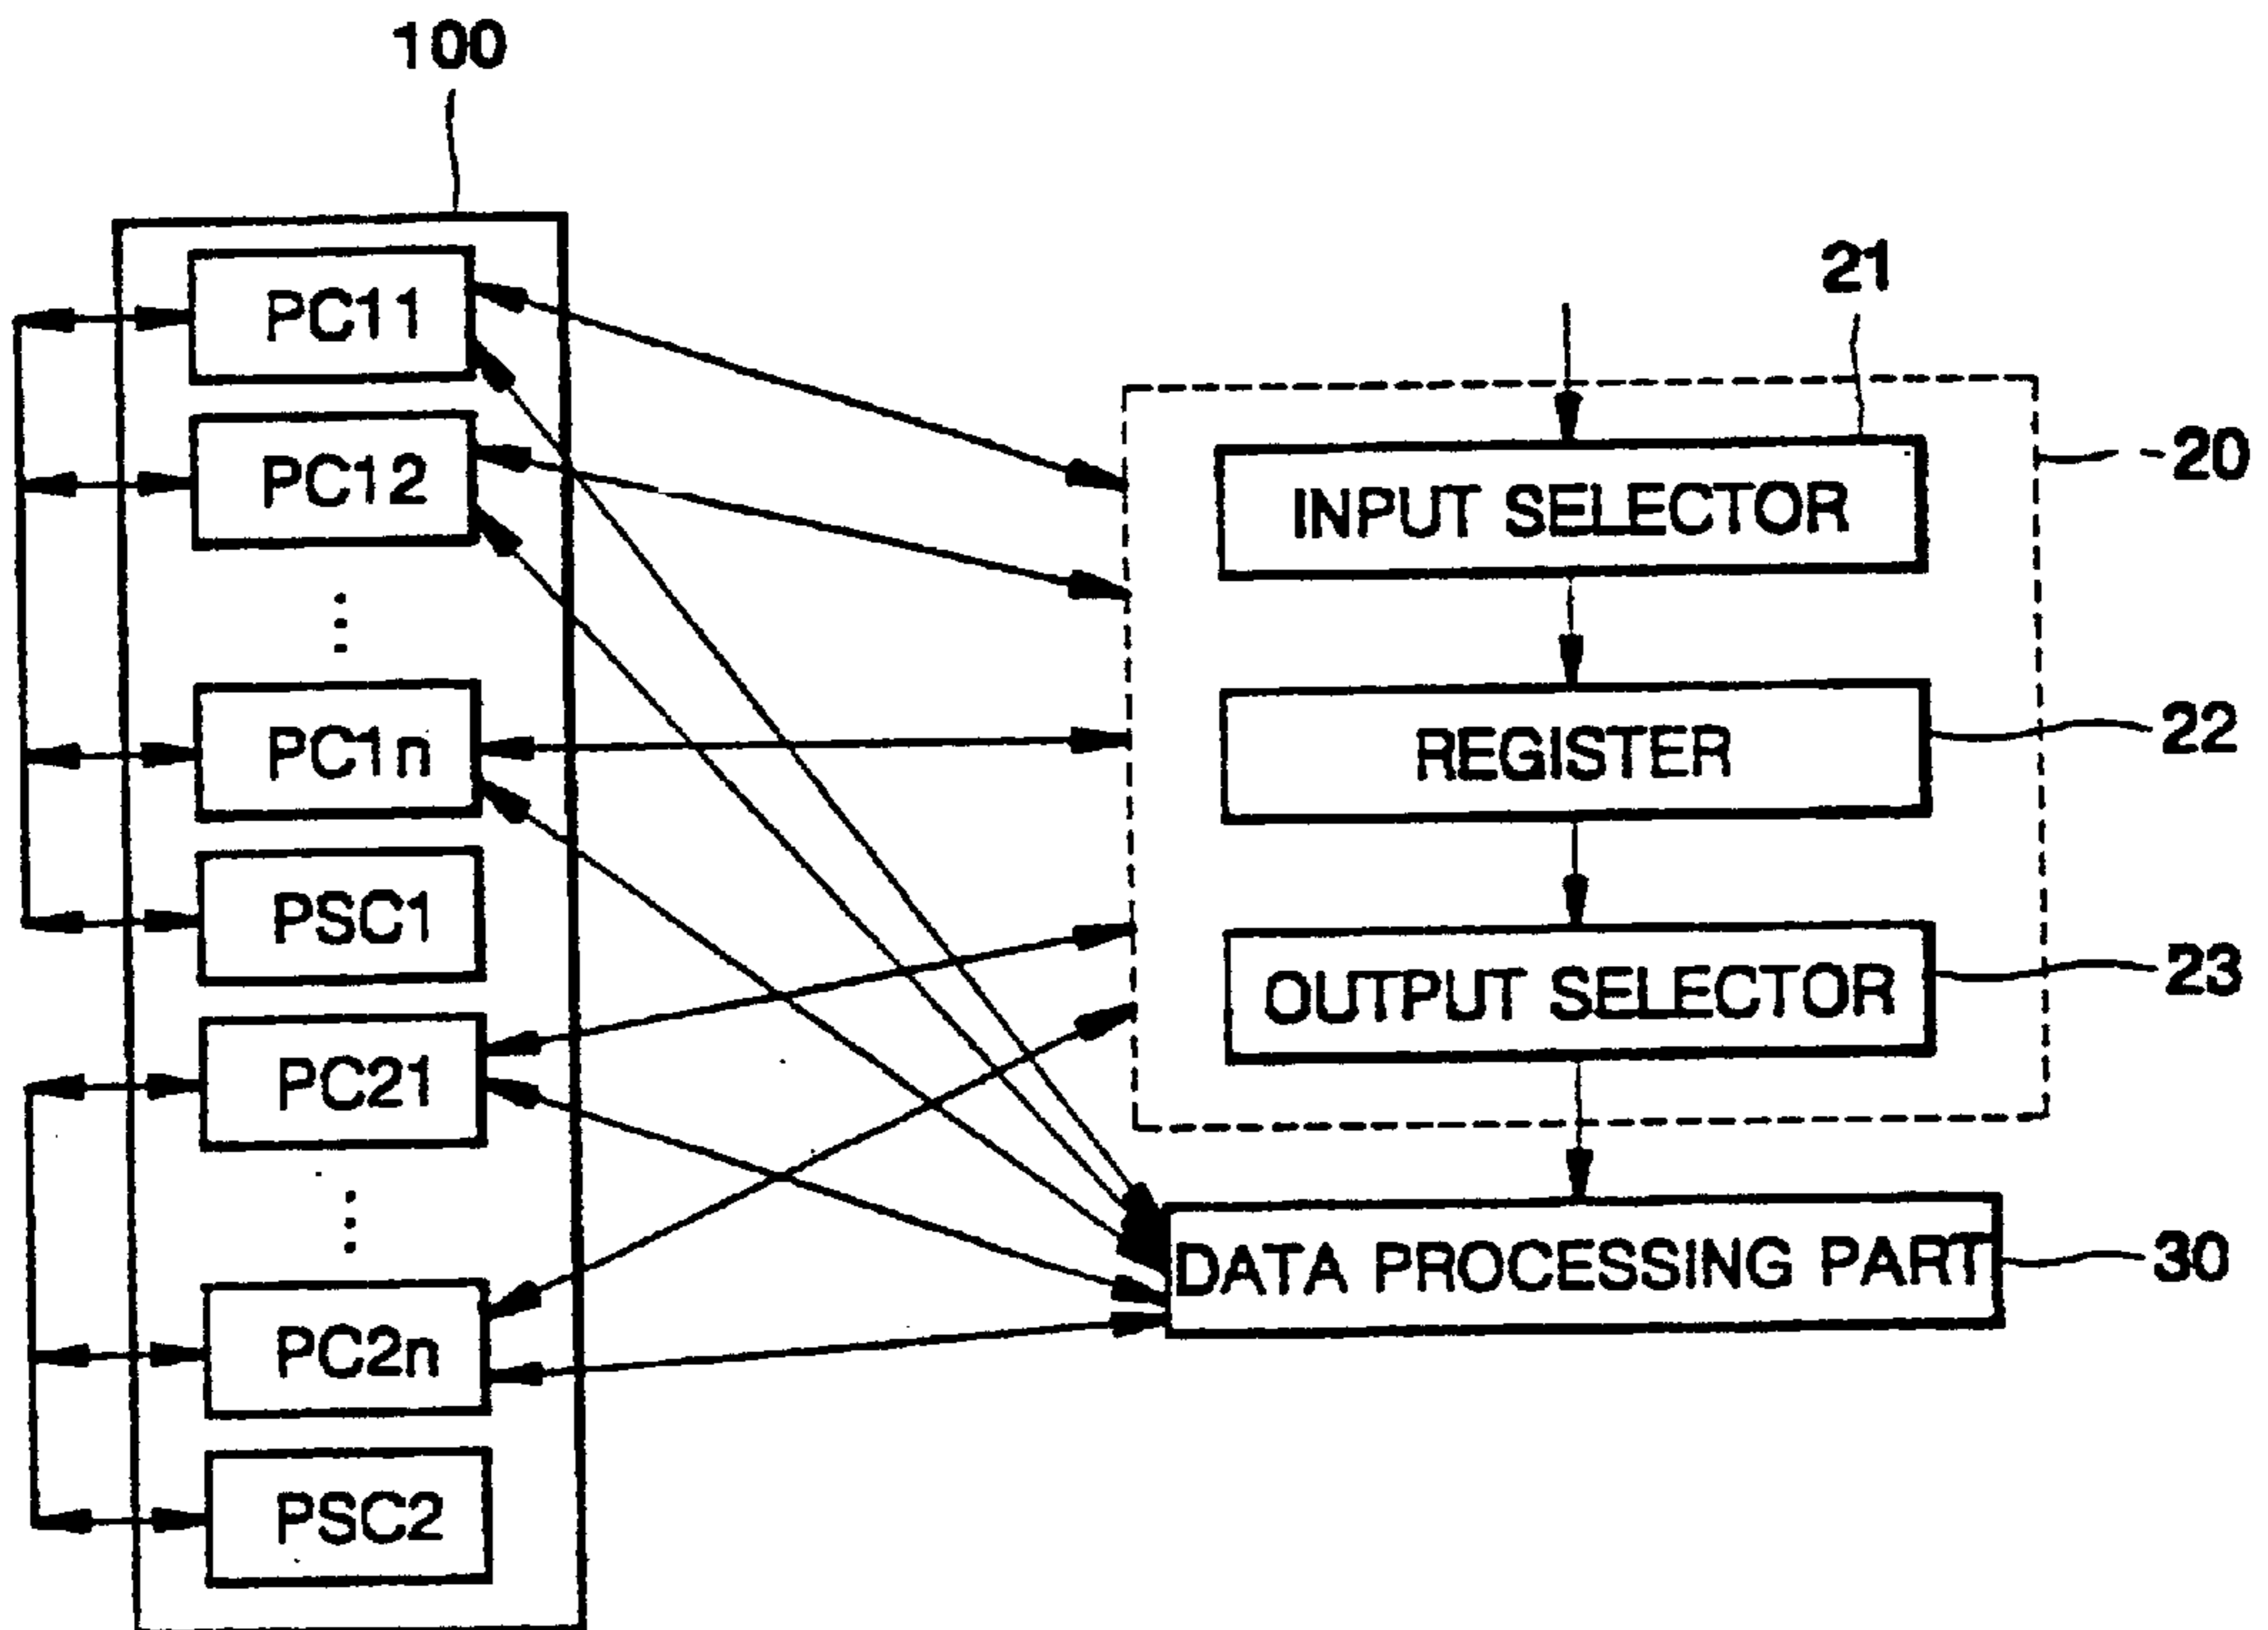 100
PC11
PC12
PC1n
PSC1
PC21
PC2n
PSC2
21
INPUT SELECTOR
20
REGISTER
22
OUTPUT SELECTOR
23
DATA PROCESSING PART
30